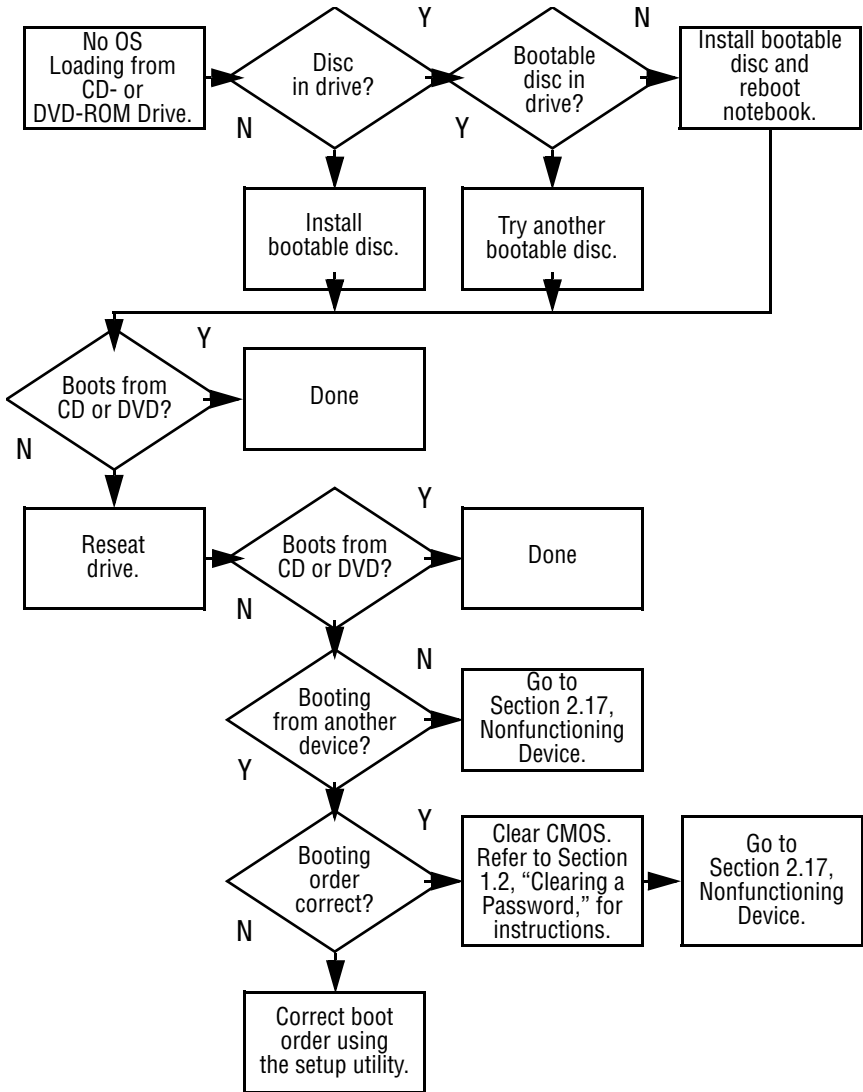 Y
N
No OS
Loading from
CD- or
DVD-ROM Drive.
Disc
in drive?
Bootable
disc in
drive?
Install bootable
disc and
reboot
notebook.
N
Y
Install
bootable disc.
Try another
bootable disc.
Y
Boots from
CD or DVD?
Done
N
Y
Reseat
drive.
Boots from
CD or DVD?
Done
N
N
Booting
from another
device?
Go to
Section 2.17,
Nonfunctioning
Device.
Y
Y
Booting
order
correct?
Clear CMOS.
Refer to Section
1.2, “Clearing a
Password,” for
instructions.
Go to
Section 2.17,
Nonfunctioning
Device.
N
Correct boot
order using
the setup utility.